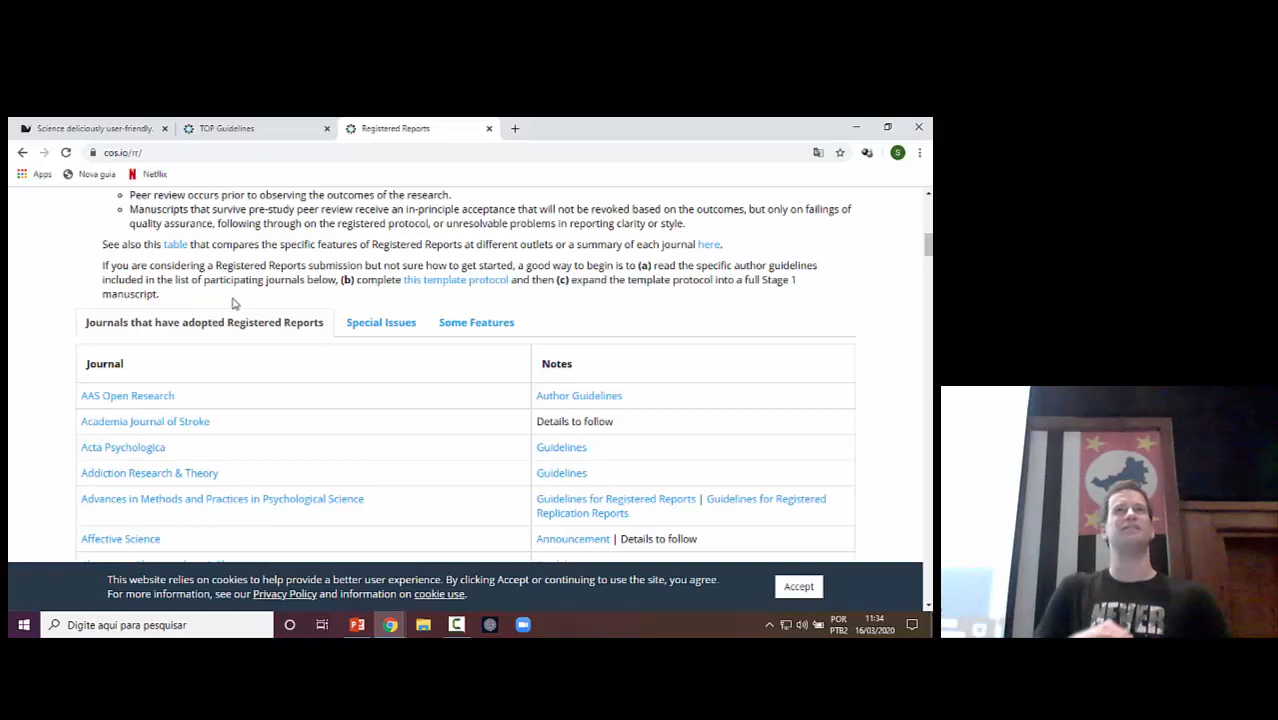 Science deliciously user-friendly.
TOP Guidelines
Registered Reports
cos.io/rr/
S
Apps
Nova guia
Netflix
Peer review occurs prior to observing the outcomes of the research.
Manuscripts that survive pre-study peer review receive an in-principle acceptance that will not be revoked based on the outcomes, but only on failings of
quality assurance, following through on the registered protocol, or unresolvable problems in reporting clarity or style.
See also this table that compares the specific features of Registered Reports at different outlets or a summary of each journal here.
If you are considering a Registered Reports submission but not sure how to get started, a good way to begin is to (a) read the specific author guidelines
included in the list of participating journals below, (b) complete this template protocol and then (c) expand the template protocol into a full Stage 1
manuscript.
Journals that have adopted Registered Reports
Special Issues
Some Features
Journal
Notes
AAS Open Research
Author Guidelines
Academia Journal of Stroke
Details to follow
Acta Psychologica
Guidelines
Addiction Research & Theory
Guidelines
Advances in Methods and Practices in Psychological Science
Guidelines for Registered Reports | Guidelines for Registered
Replication Reports
Affective Science
Announcement | Details to follow
This website relies on cookies to help provide a better user experience. By clicking Accept or continuing to use the site, you agree.
For more information, see our Privacy Policy and information on cookie use.
Accept
Digite aqui para pesquisar
POR
PTB2
11:34
16/03/2020
NEVER